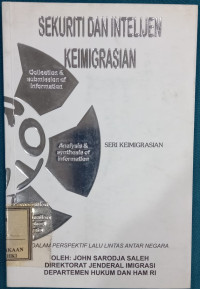 SEKURITI DAN INTELIJEN
KEIMIGRASIAN
Collection &
submission of
information
Analysis &
synthesis of
information
SERI KEIMIGRASIAN
DALAM PERSPEKTIF LALU LINTAS ANTAR NEGARA
OLEH: JOHN SARODJA SALEH
DIREKTORAT JENDERAL IMIGRASI
DEPARTEMEN HUKUM DAN HAM RI